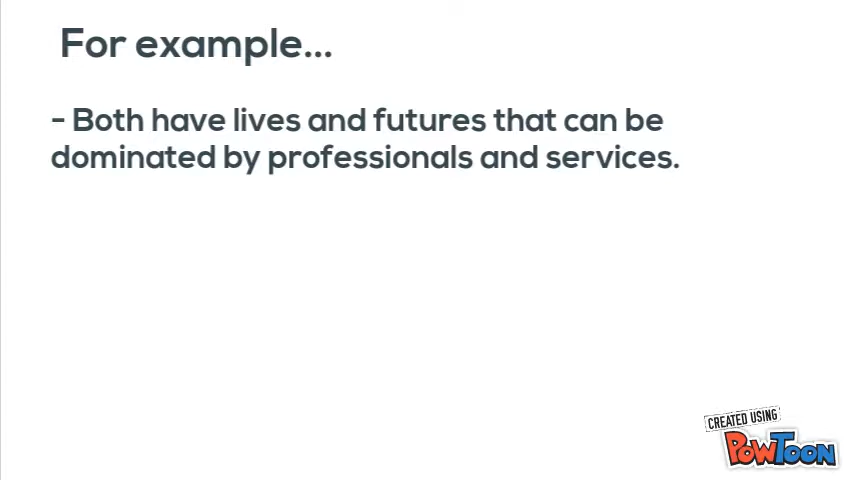 For example...
- Both have lives and futures that can be
dominated by professionals and services.
CREATED USING
POWTOON